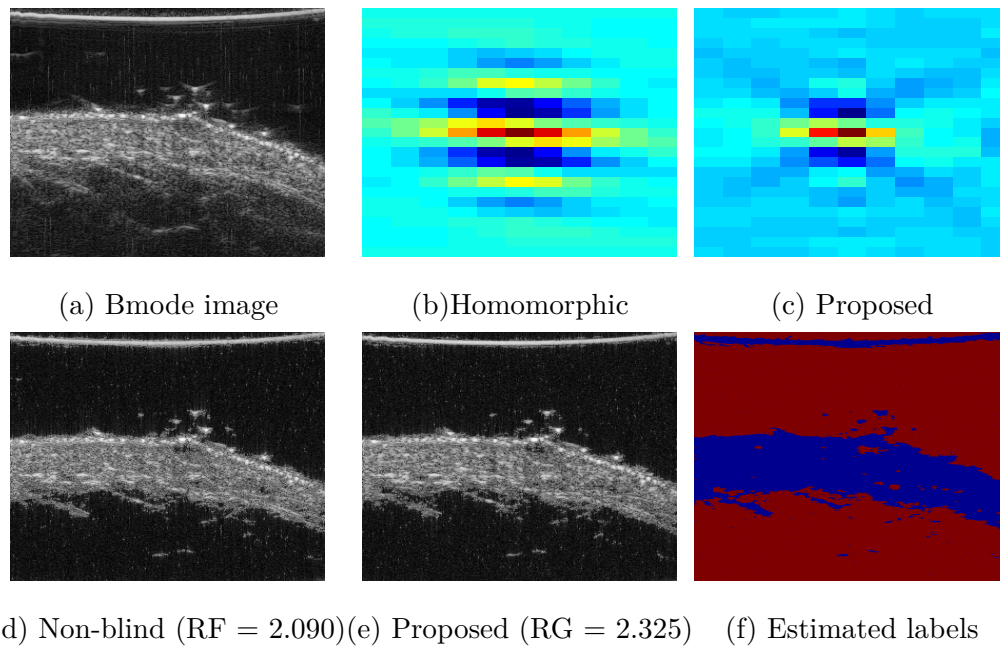 (a) Bmode image (b)Homomorphic (c) Proposed
d) Non-blind (RF = 2.090)(e) Proposed (RG = 2.325) (f) Estimated labels